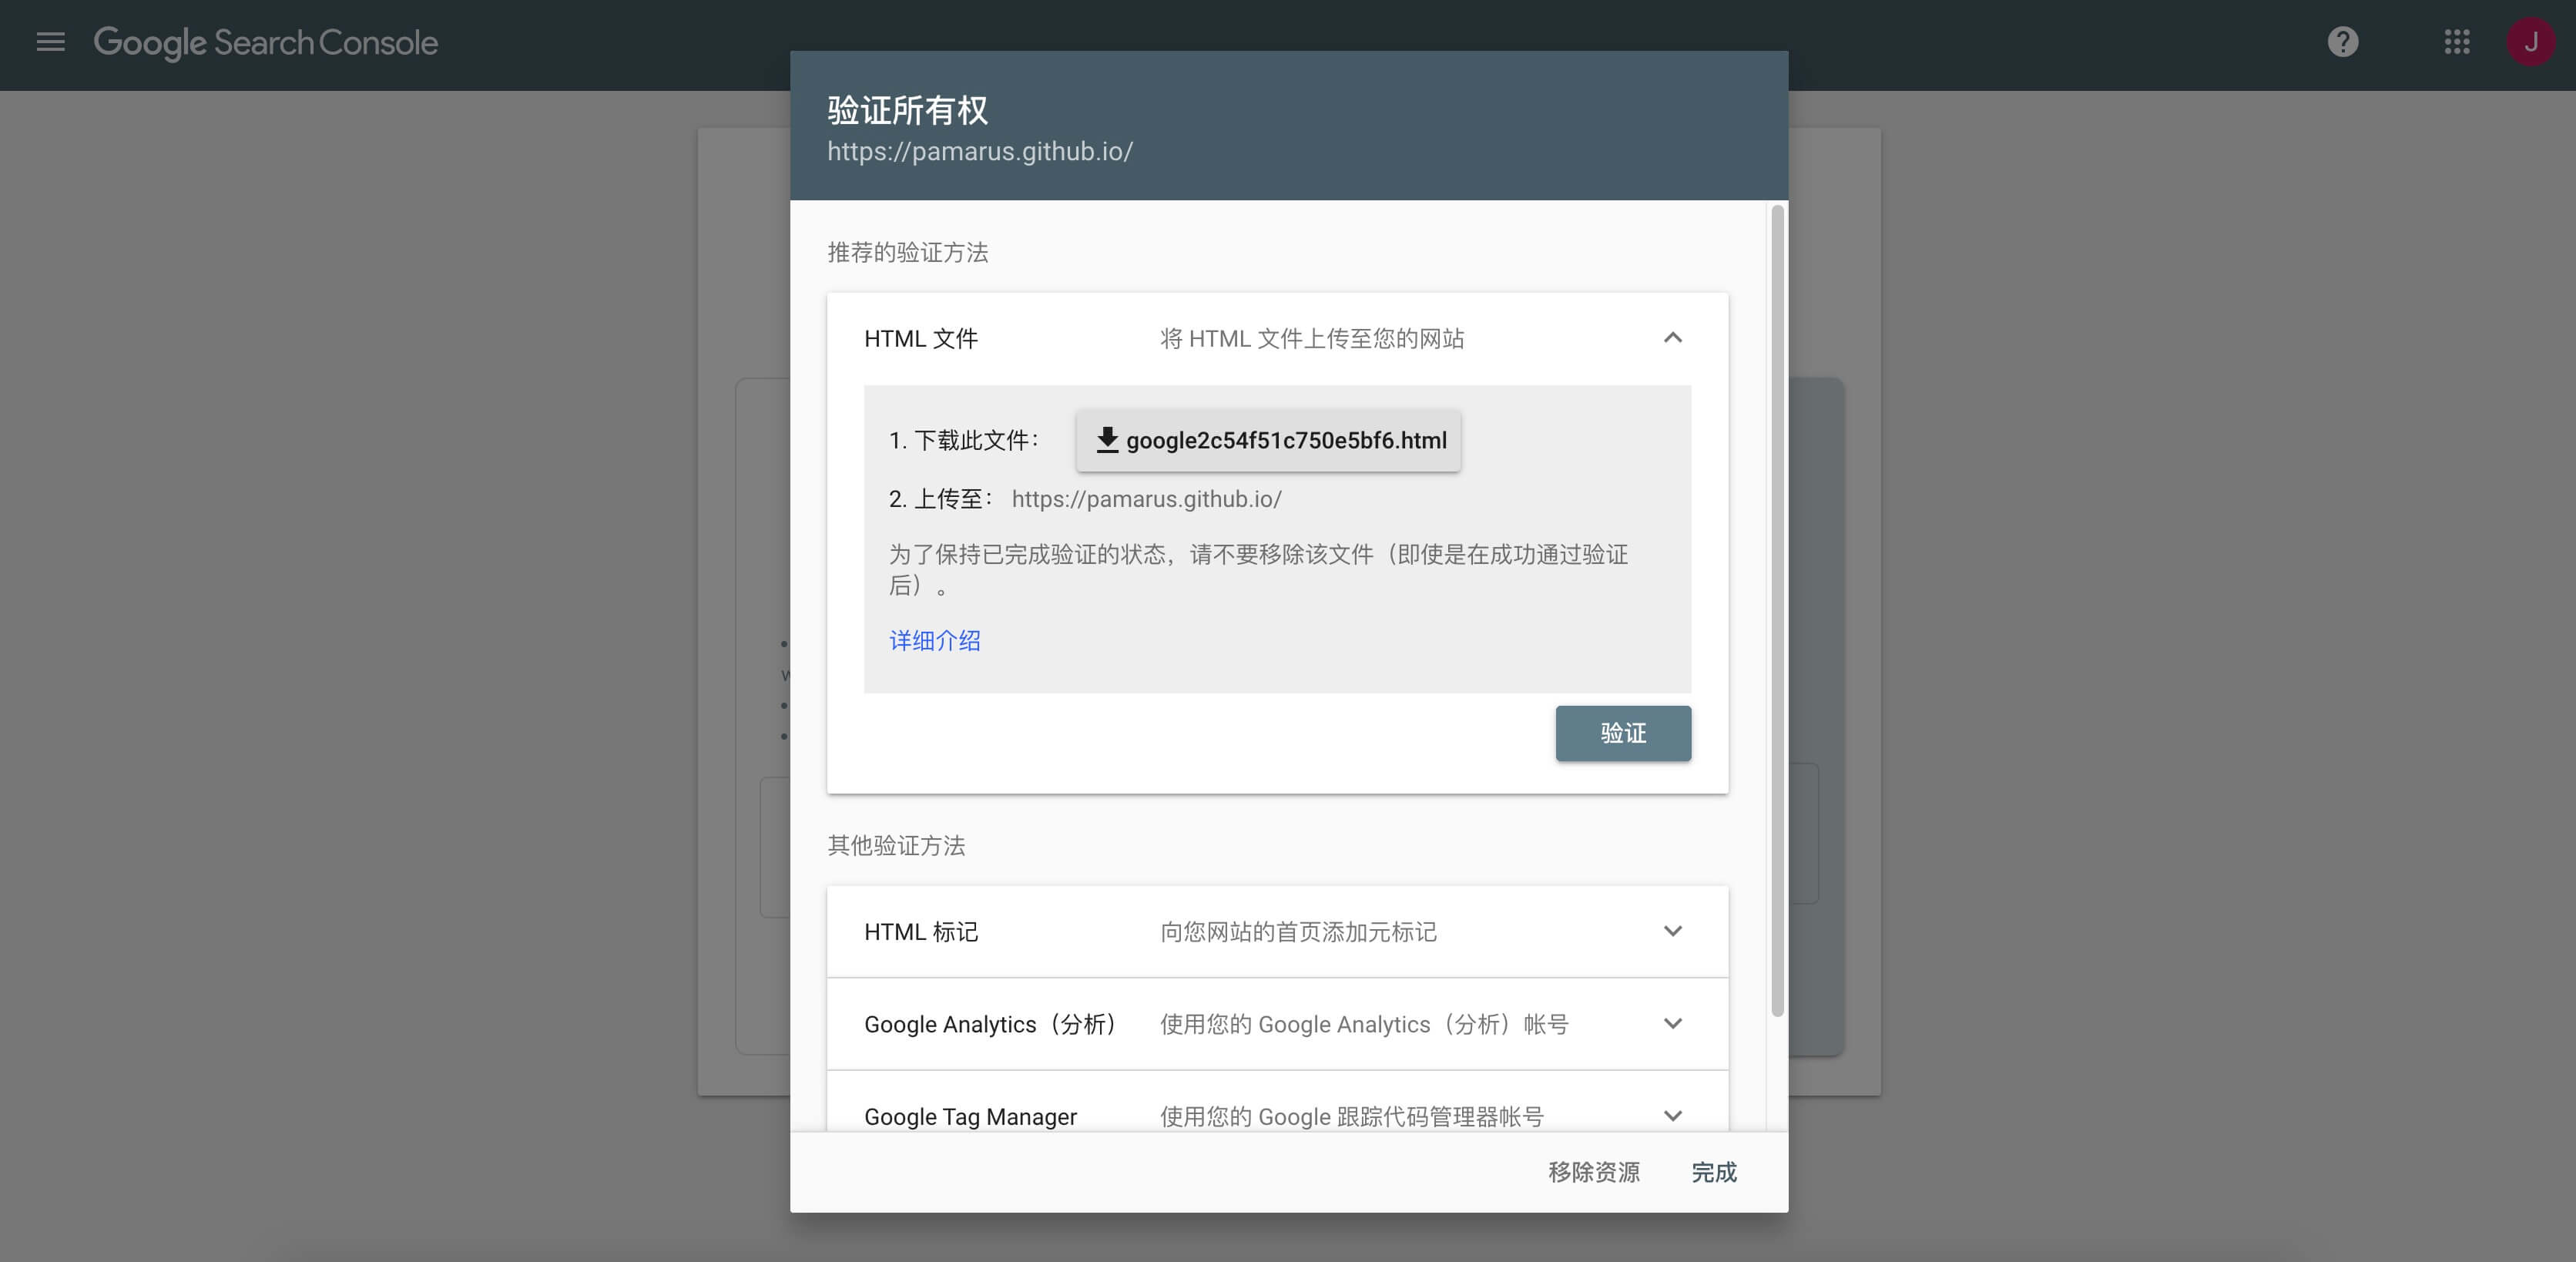 Google Search Console
J
验证所有权
https://pamarus.github.io/
推荐的验证方法
HTML 文件
将 HTML 文件上传至您的网站
1. 下载此文件：
google2c54f51c750e5bf6.html
2. 上传至：
https://pamarus.github.io/
为了保持已完成验证的状态，请不要移除该文件（即使是在成功通过验证
后）。
详细介绍
验证
其他验证方法
HTML 标记
向您网站的首页添加元标记
Google Analytics（分析）
使用您的 Google Analytics（分析）帐号
Google Tag Manager
使用您的 Google 跟踪代码管理器帐号
移除资源
完成